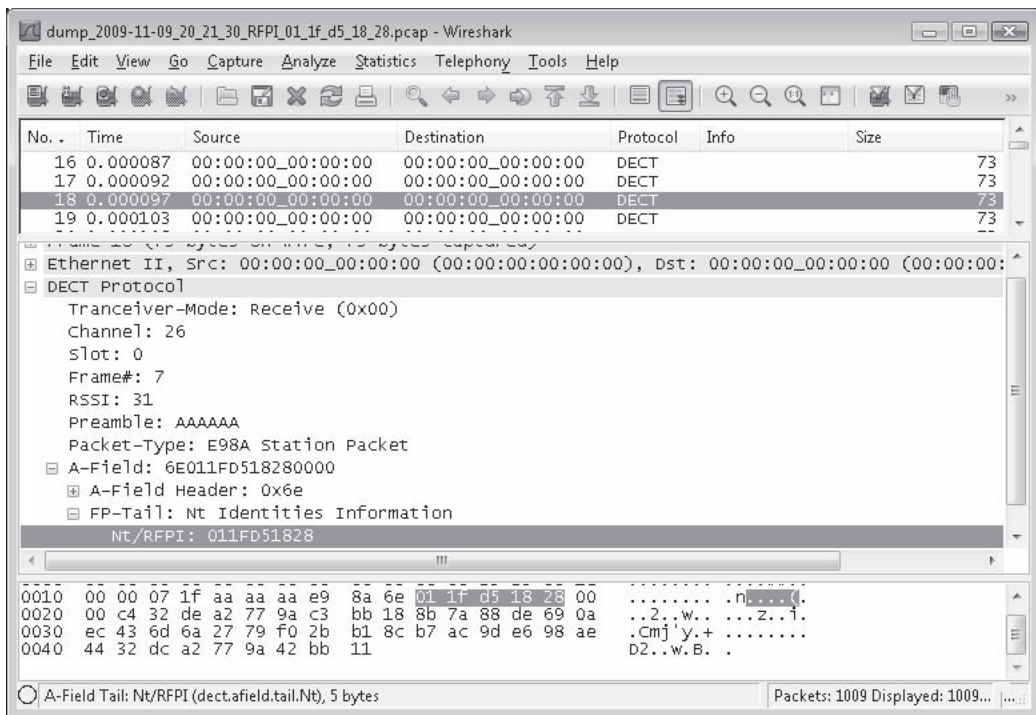 dump_2009-11-09_20_21_30_RFPI_01_1f_d5_18_28.pcap - Wireshark
File Edit View Go Capture Analyze Statistics Telephony Tools Help
No. Time Source Destination Protocol Info Size
16 0.000087 00:00:00_00:00:00 00:00:00_00:00:00 DECT 73
17 0.000092 00:00:00_00:00:00 00:00:00_00:00:00 DECT 73
18 0.000097 00:00:00_00:00:00 00:00:00_00:00:00 DECT 73
19 0.000103 00:00:00_00:00:00 00:00:00_00:00:00 DECT 73
Ethernet II, Src: 00:00:00_00:00:00 (00:00:00:00:00:00), Dst: 00:00:00_00:00:00 (00:00:00:
DECT Protocol
Tranceiver-Mode: Receive (0x00)
Channel: 26
Slot: 0
Frame#: 7
RSSI: 31
Preamble: AAAAAA
Packet-Type: E98A Station Packet
A-Field: 6E011FD518280000
A-Field Header: 0x6e
FP-Tail: Nt Identities Information
Nt/RFPI: 011FD51828
0010 00 00 07 1f aa aa aa e9 8a 6e 01 1f d5 18 28 00 ........ .n....(.
0020 00 c4 32 de a2 77 9a c3 bb 18 8b 7a 88 de 69 0a ..2..w.. ...z..i.
0030 ec 43 6d 6a 27 79 f0 2b b1 8c b7 ac 9d e6 98 ae .Cmj'y.+ ........
0040 44 32 dc a2 77 9a 42 bb 11 D2..w.B. .
A-Field Tail: Nt/RFPI (dect.afield.tail.Nt), 5 bytes Packets: 1009 Displayed: 1009... ...